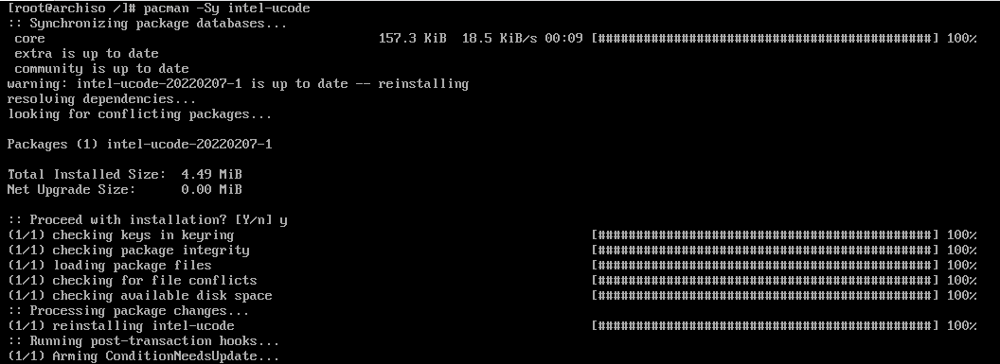 [root@archiso /]# pacman -Sy intel-ucode
:: Synchronizing package databases...
 core                                            157.3 KiB  18.5 KiB/s 00:09 [############################################] 100%
 extra is up to date
 community is up to date
warning: intel-ucode-20220207-1 is up to date -- reinstalling
resolving dependencies...
looking for conflicting packages...

Packages (1) intel-ucode-20220207-1

Total Installed Size:  4.49 MiB
Net Upgrade Size:      0.00 MiB

:: Proceed with installation? [Y/n] y
(1/1) checking keys in keyring                                               [############################################] 100%
(1/1) checking package integrity                                             [############################################] 100%
(1/1) loading package files                                                  [############################################] 100%
(1/1) checking for file conflicts                                            [############################################] 100%
(1/1) checking available disk space                                          [############################################] 100%
:: Processing package changes...
(1/1) reinstalling intel-ucode                                               [############################################] 100%
:: Running post-transaction hooks...
(1/1) Arming ConditionNeedsUpdate...